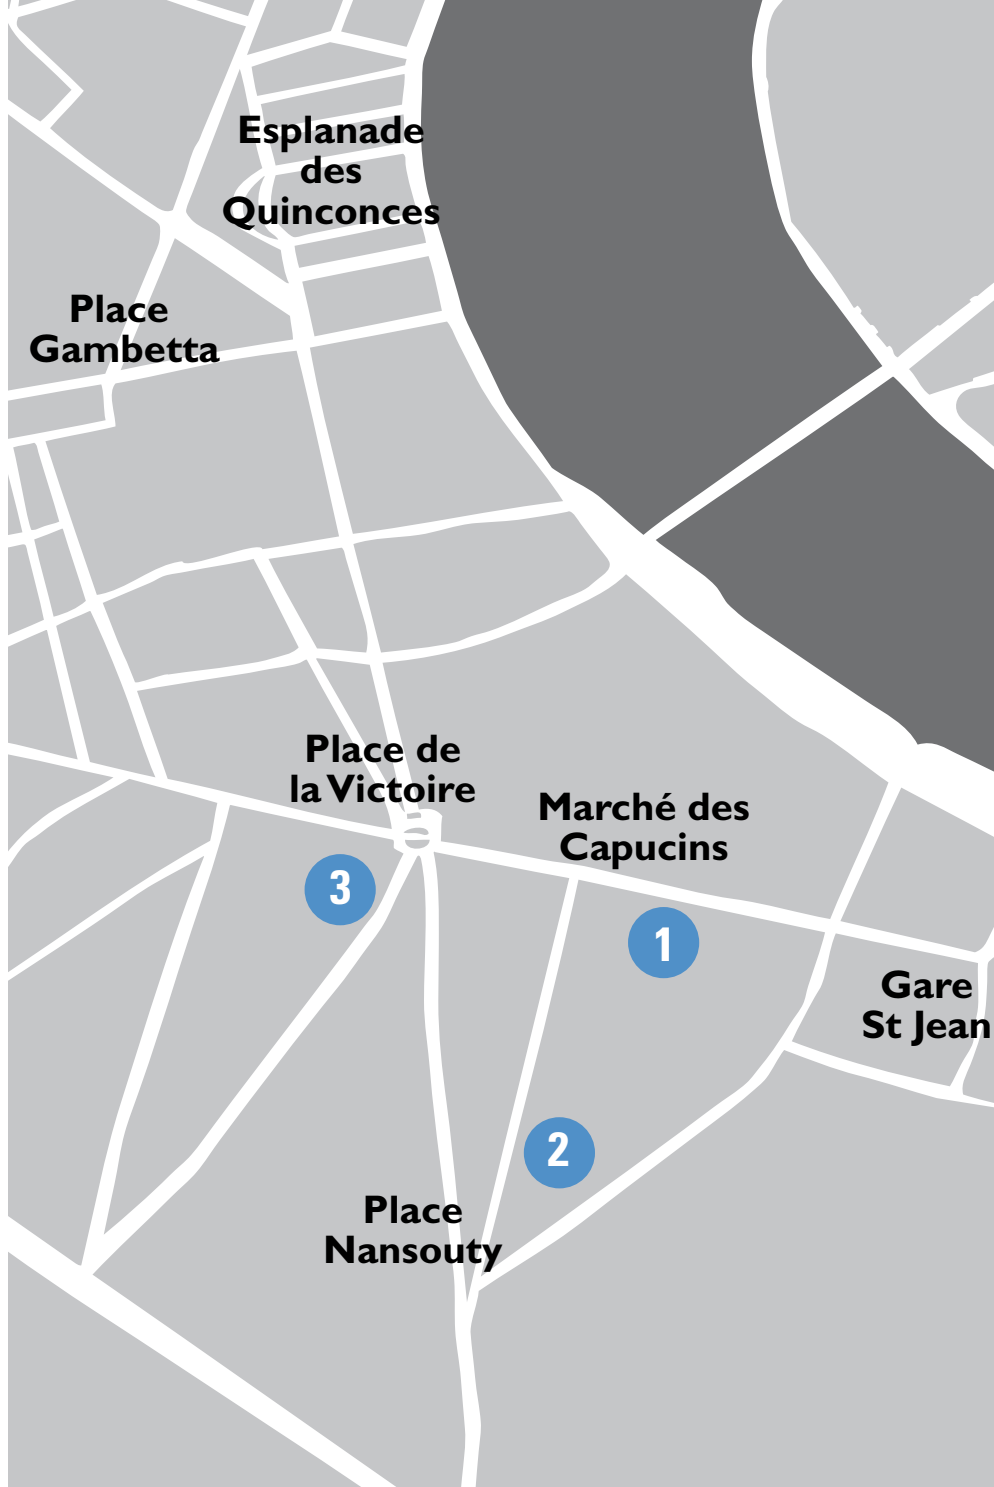 Esplanade
des
Quinconces
Place
Gambetta
Place de
la Victoire
Marché des
Capucins
3
1
Gare
St Jean
2
Place
Nansouty